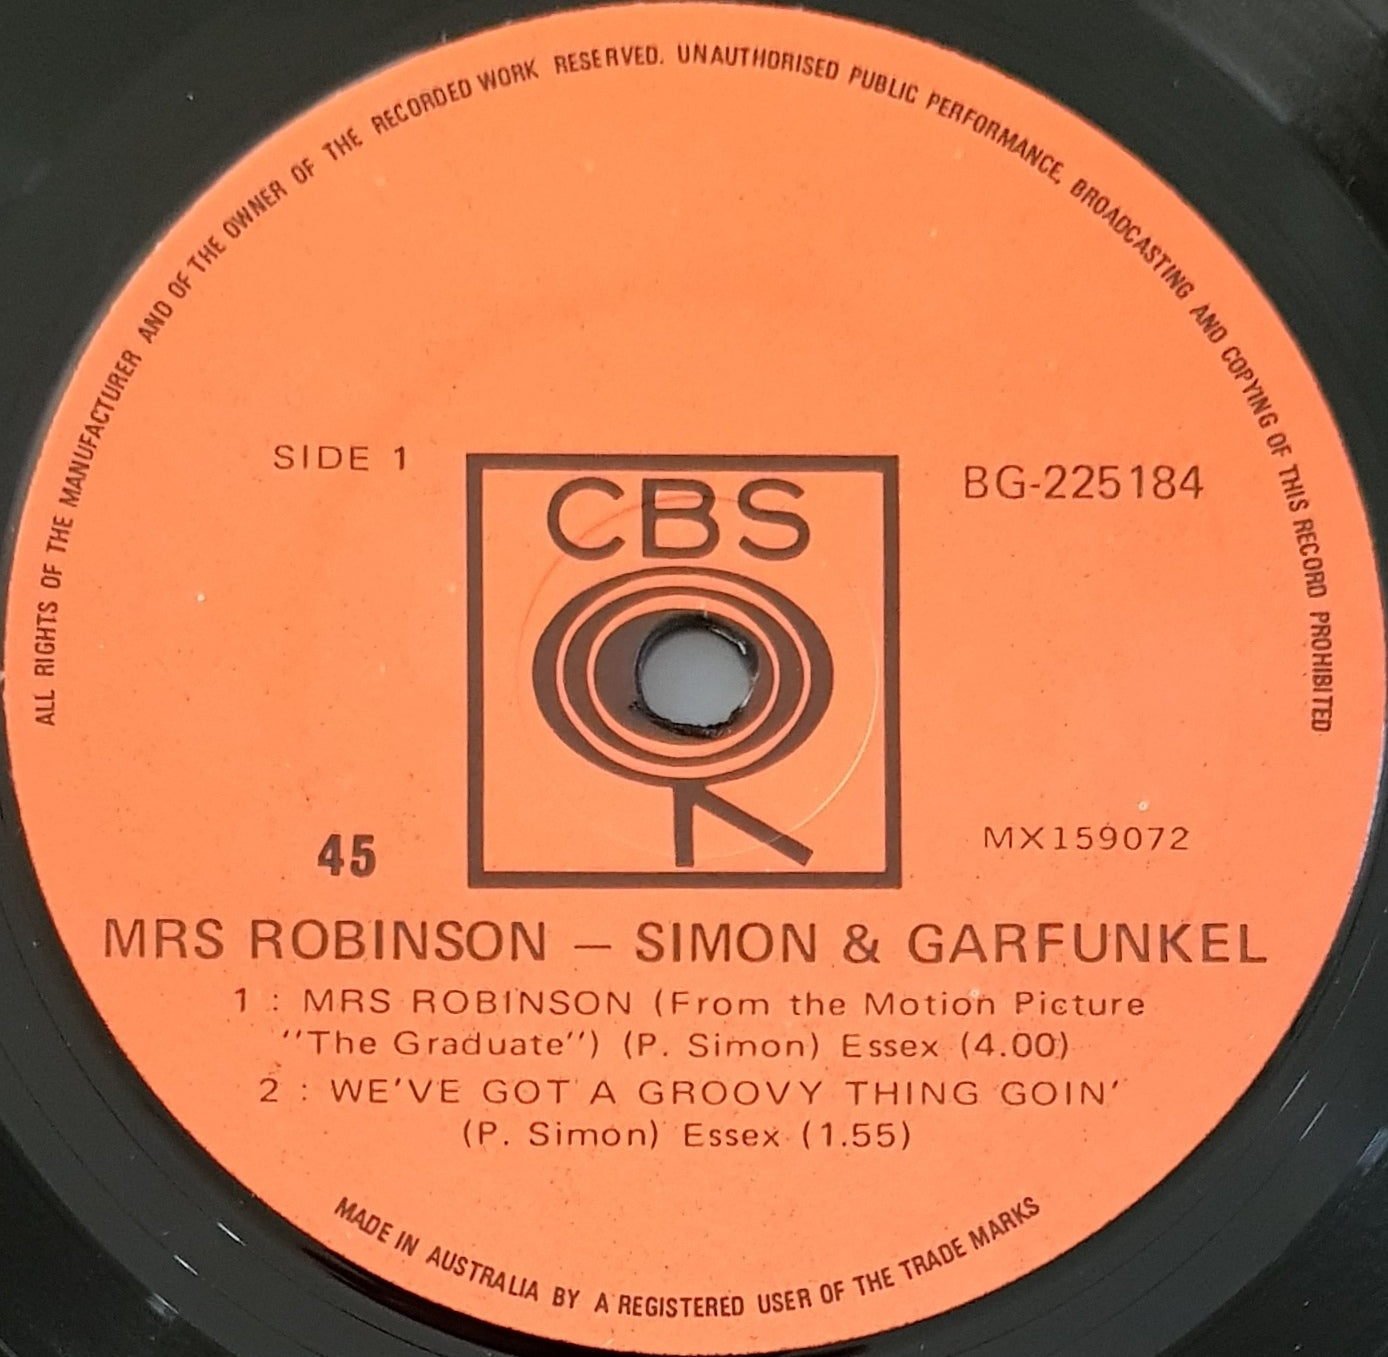 ALL RIGHTS OF THE MANUFACTURER AND OF THE OWNER OF THE RECORDED WORK RESERVED. UNAUTHORISED PUBLIC PERFORMANCE, BROADCASTING AND COPYING OF THIS RECORD PROHIBITED
SIDE 1
CBS
BG-225184
45
MX159072
MRS ROBINSON — SIMON & GARFUNKEL
1 : MRS ROBINSON (From the Motion Picture
''The Graduate'') (P. Simon) Essex (4.00)
2 : WE'VE GOT A GROOVY THING GOIN'
(P. Simon) Essex (1.55)
MADE IN AUSTRALIA BY A REGISTERED USER OF THE TRADE MARKS